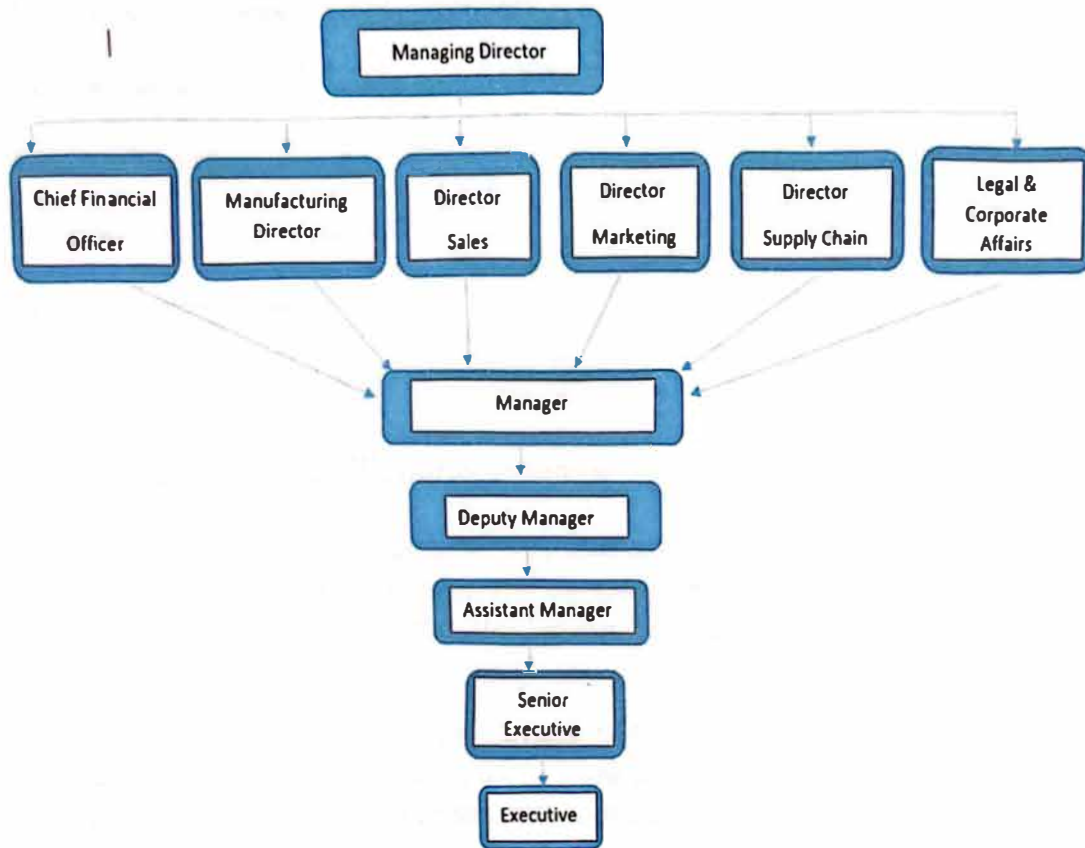 Managing Director
Chief Financial
Officer
Manufacturing
Director
Director
Sales
Director
Marketing
Director
Supply Chain
Legal &
Corporate
Affairs
Manager
Deputy Manager
Assistant Manager
Senior
Executive
Executive